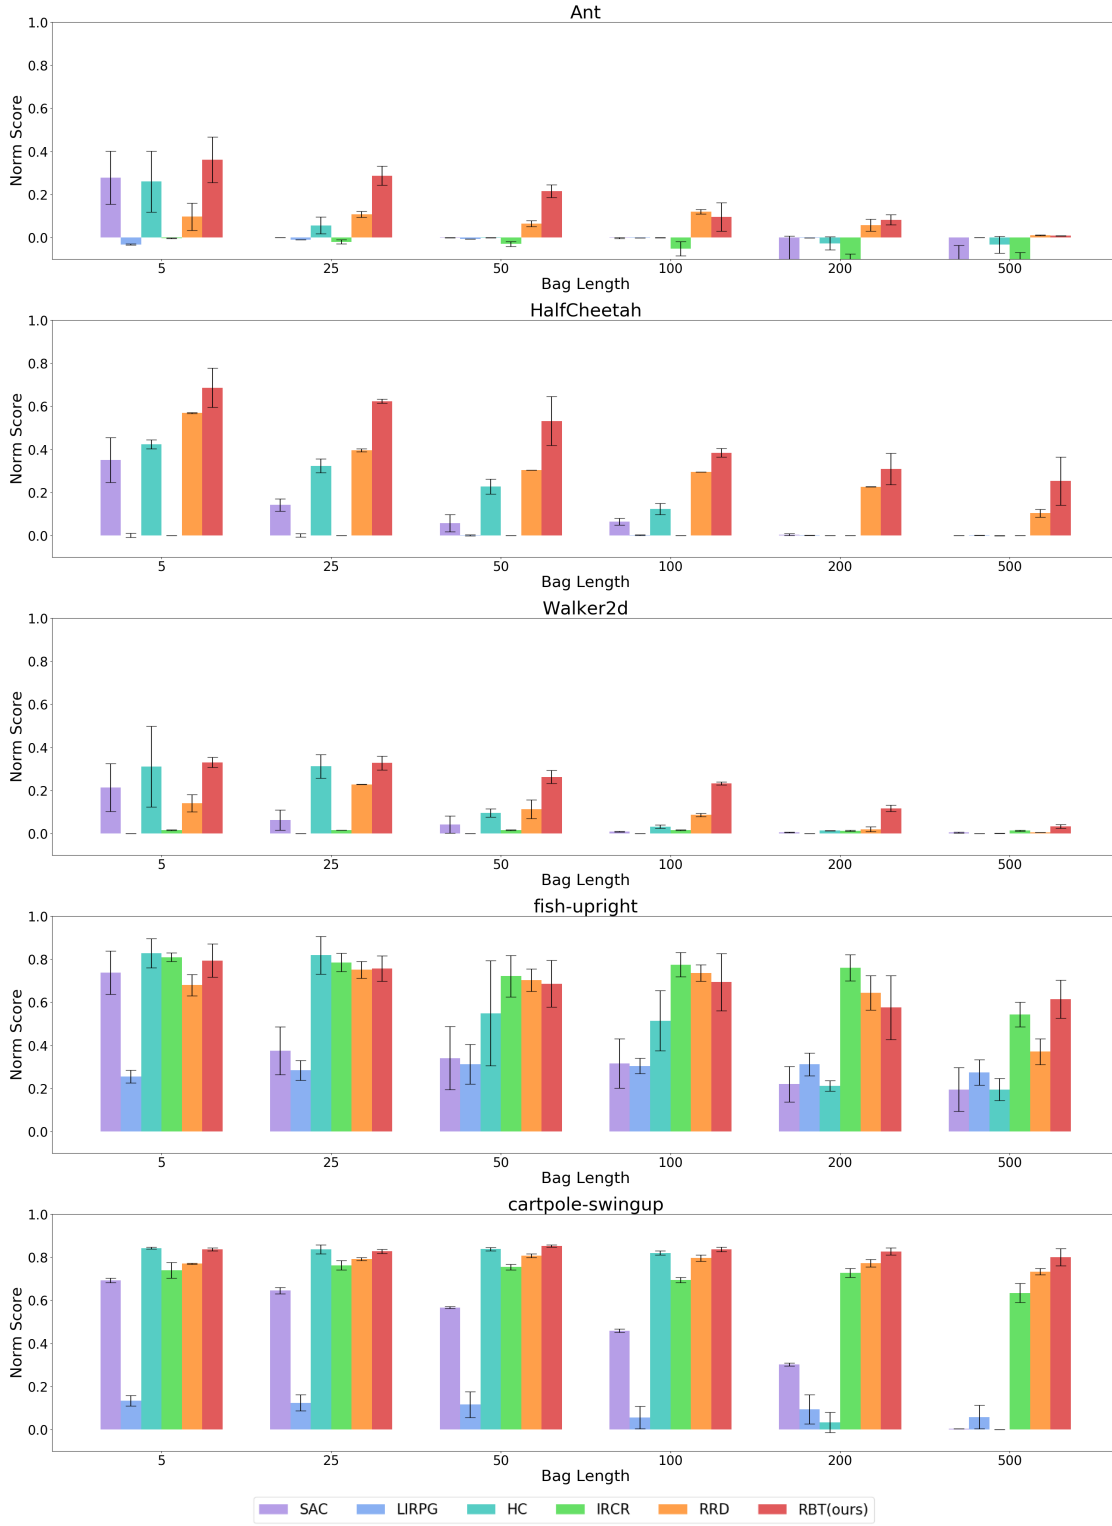 Ant
1.0
0.8
0.6
0.4
0.2
0.0
Norm Score
5 25 50 100 200 500
Bag Length
HalfCheetah
1.0
0.8
0.6
0.4
0.2
0.0
Norm Score
5 25 50 100 200 500
Bag Length
Walker2d
1.0
0.8
0.6
0.4
0.2
0.0
Norm Score
5 25 50 100 200 500
Bag Length
fish-upright
1.0
0.8
0.6
0.4
0.2
0.0
Norm Score
5 25 50 100 200 500
Bag Length
cartpole-swingup
1.0
0.8
0.6
0.4
0.2
0.0
Norm Score
5 25 50 100 200 500
Bag Length
SAC LIRPG HC IRCR RRD RBT(ours)